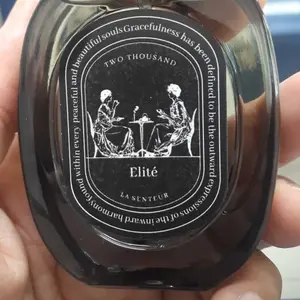 Gracefulness has been defined to be the outward expressions of the inward harmony found within every peaceful and beautiful souls
TWO THOUSAND
Elité
LA SENTEUR